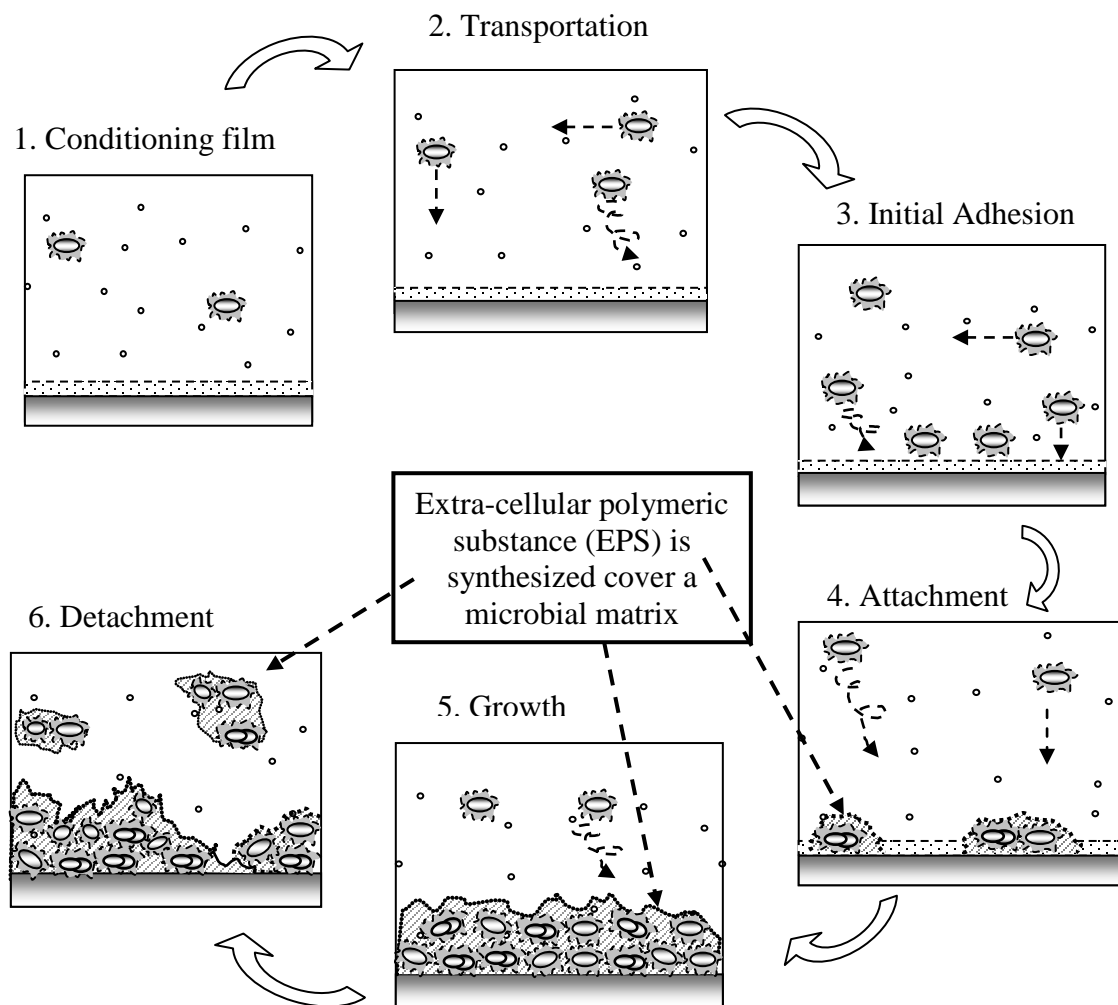 2. Transportation
1. Conditioning film
3. Initial Adhesion
Extra-cellular polymeric
substance (EPS) is
synthesized cover a
microbial matrix
4. Attachment
6. Detachment
5. Growth